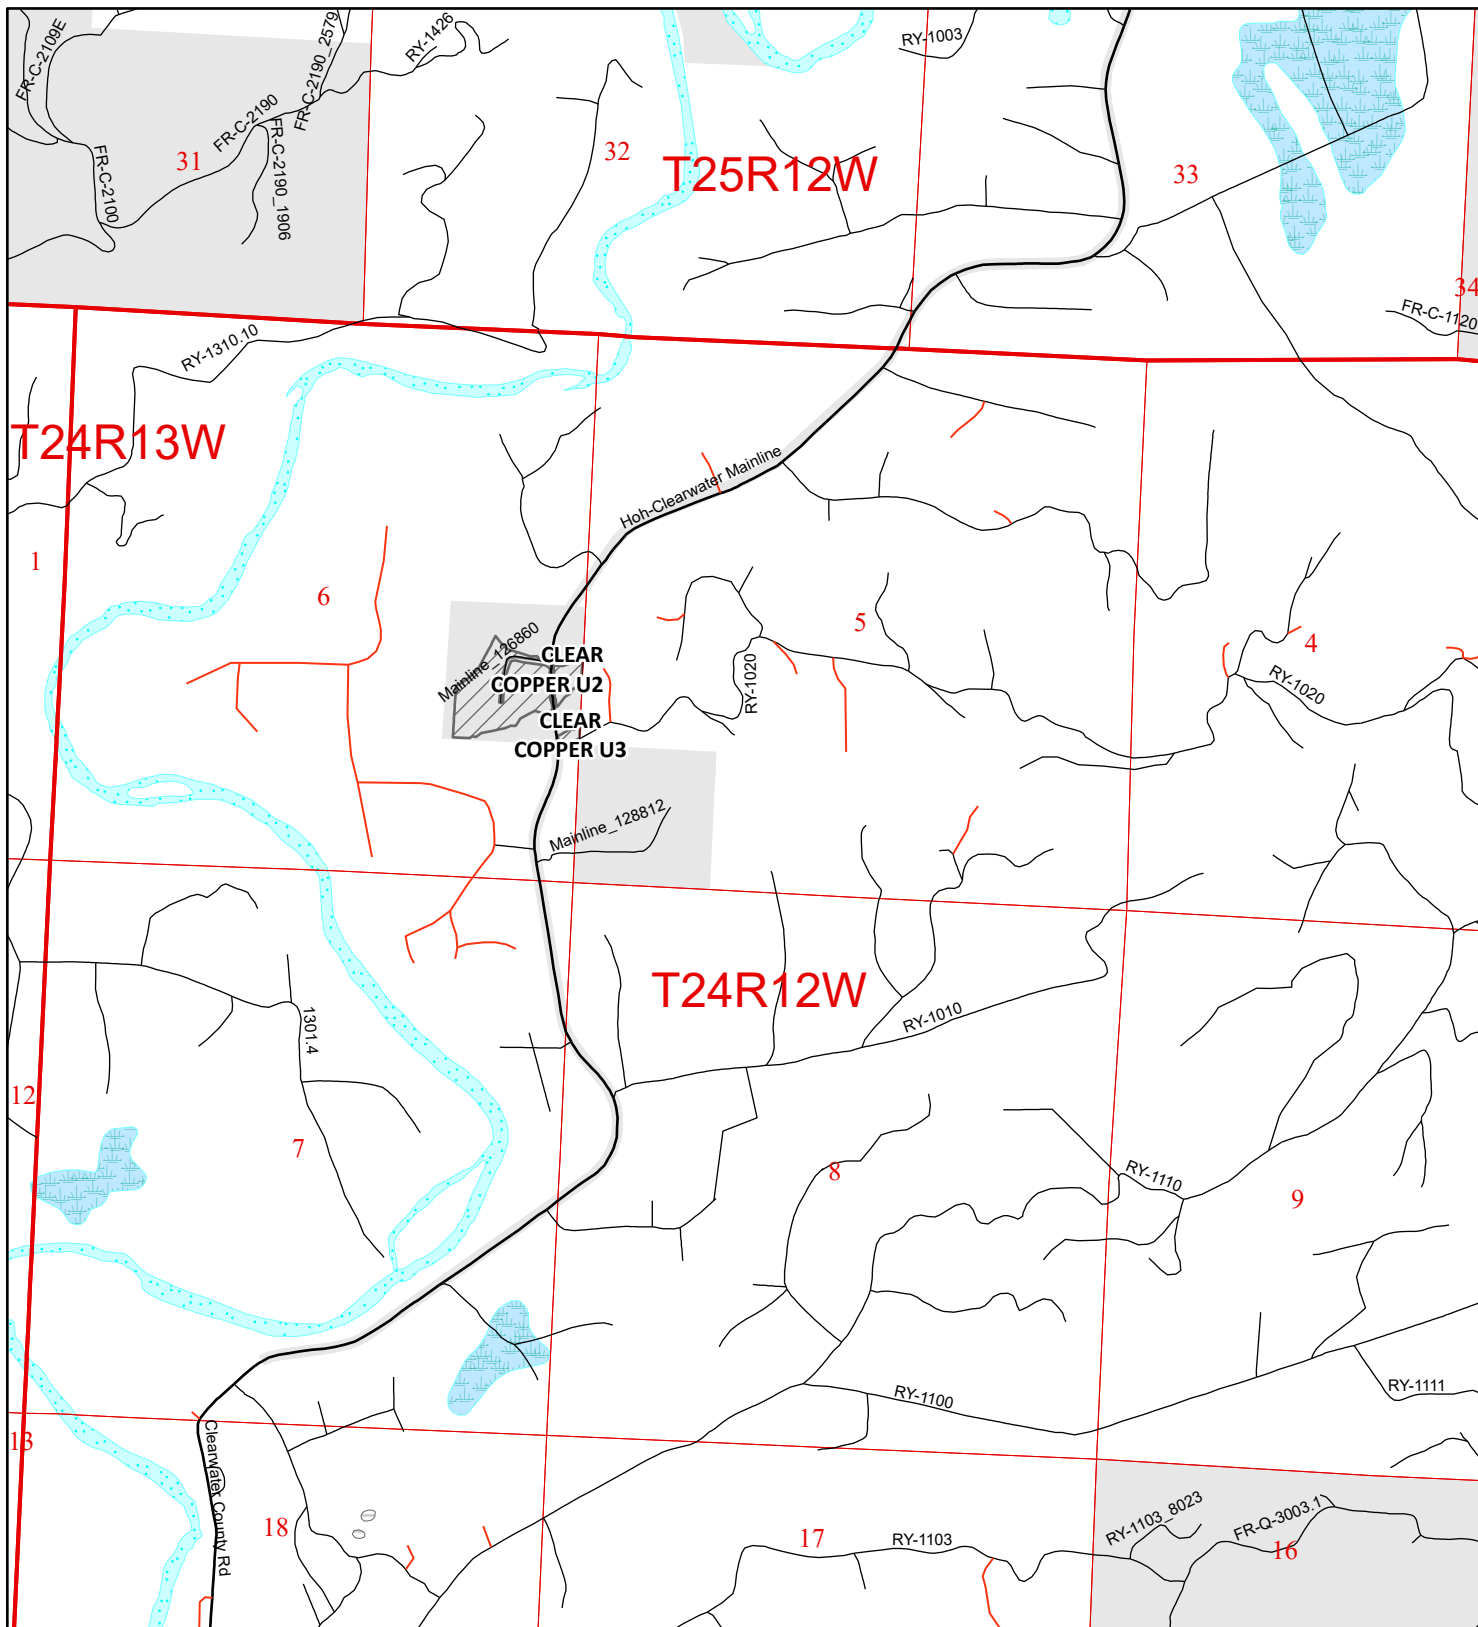 FR-C-2109E
FR-C-2190_2579
RY-1426
RY-1003
FR-C-2190
31
32
T25R12W
33
FR-C-2100
FR-C-2190_1906
34
FR-C-1120
RY-1310.10
T24R13W
Hoh-Clearwater Mainline
1
6
5
4
Mainline_126860
CLEAR
COPPER U2
RY-1020
RY-1020
CLEAR
COPPER U3
Mainline_128812
T24R12W
1301.4
RY-1010
12
7
8
RY-1110
9
RY-1100
RY-1111
13
Clearwater County Rd
18
17
RY-1103
RY-1103_8023
FR-Q-3003.1
16